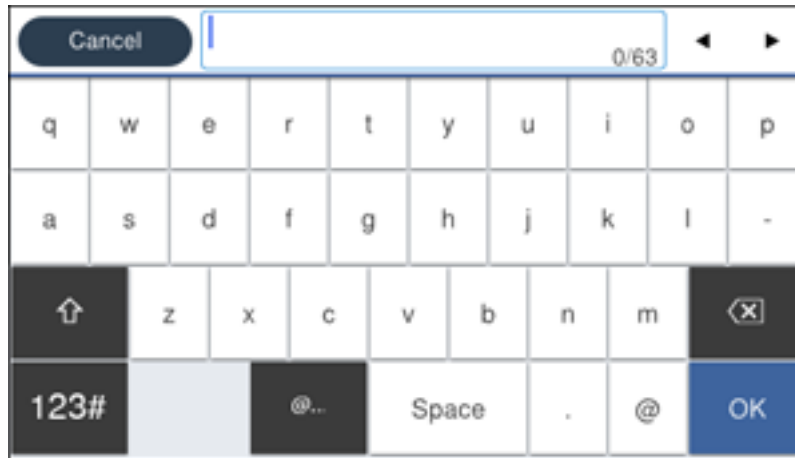 Cancel
0/63
q w e r t y u i o p
a s d f g h j k l -
z x c v b n m
123# @... Space . @ OK